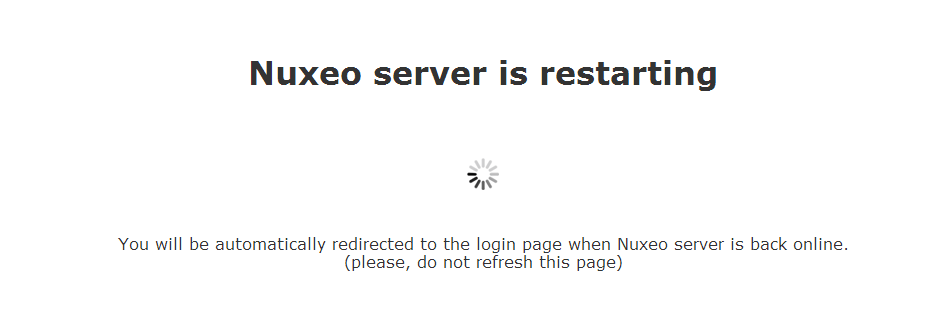 Nuxeo server is restarting
You will be automatically redirected to the login page when Nuxeo server is back online.
(please, do not refresh this page)